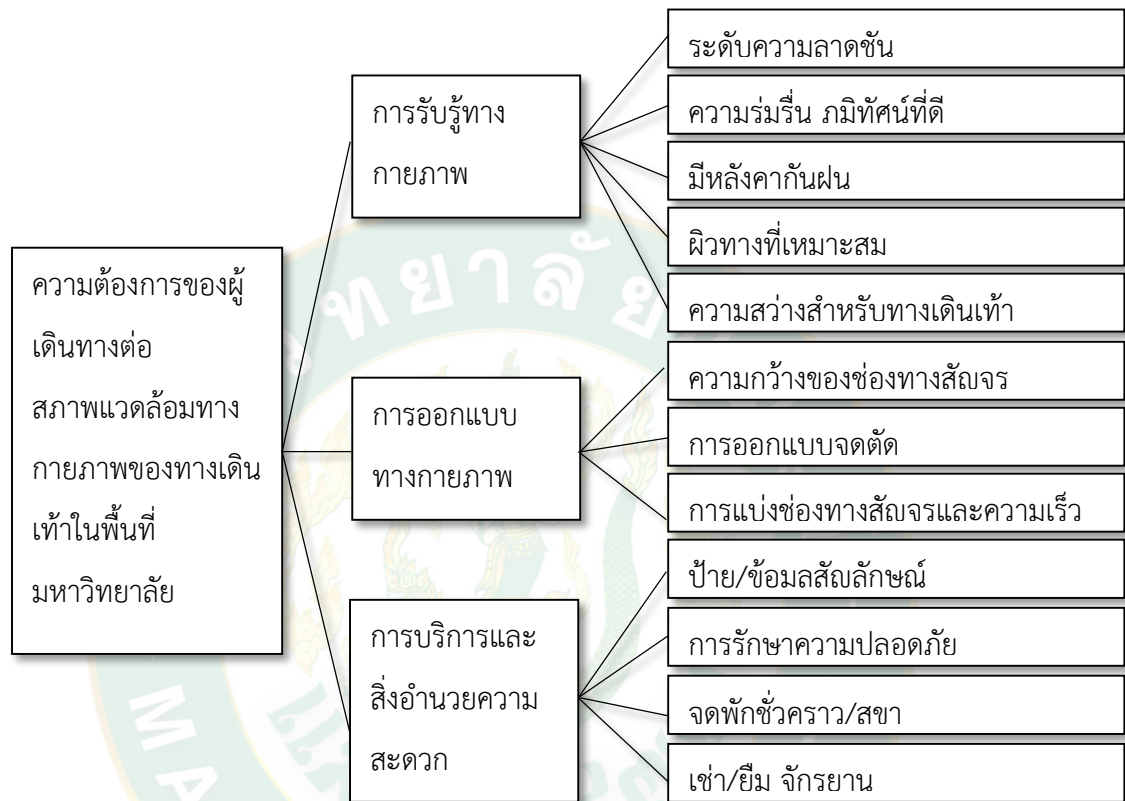 ความต้องการของผู้
เดินทางต่อ
สภาพแวดล้อมทาง
กายภาพของทางเดิน
เท้าในพื้นที่
มหาวิทยาลัย
การรับรู้ทาง
กายภาพ
ระดับความลาดชัน
ความร่มรื่น ภมิทัศน์ที่ดี
มีหลังคากันฝน
ผิวทางที่เหมาะสม
ความสว่างสำหรับทางเดินเท้า
การออกแบบ
ทางกายภาพ
ความกว้างของช่องทางสัญจร
การออกแบบจดตัด
การแบ่งช่องทางสัญจรและความเร็ว
การบริการและ
สิ่งอำนวยความ
สะดวก
ป้าย/ข้อมลสัญลักษณ์
การรักษาความปลอดภัย
จดพักชั่วคราว/สขา
เช่า/ยืม จักรยาน
ทยาลัย
MA